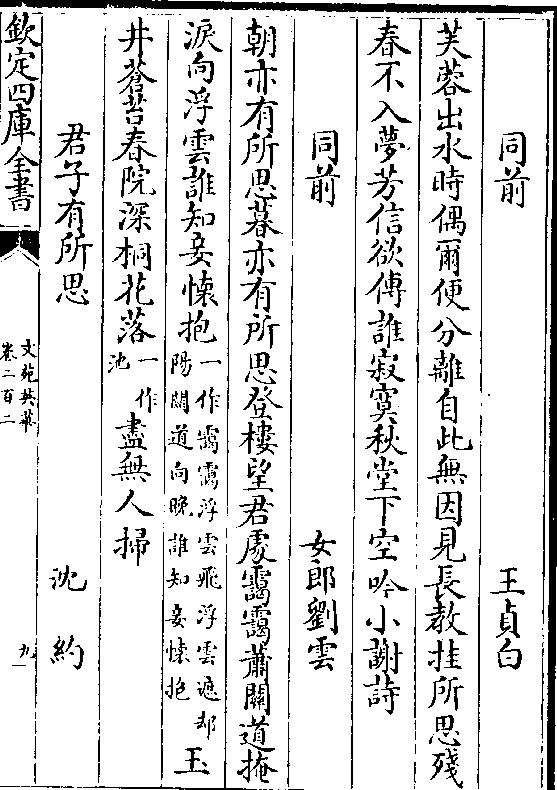 同前　王貞白
芙蓉出水時偶爾便分離自此無因見長教挂所思殘
春不入夢芳信欲傳誰寂寞秋堂下空吟小謝詩
同前　女郎劉雲
朝亦有所思暮亦有所思登樓望君處靄靄蕭關道掩
淚向浮雲誰知妾懷抱一作靄靄浮雲飛浮雲遮却陽關道向晚誰知妾懷抱玉
井蒼苔春院深桐花落一作池盡無人掃
君子有所思　沈約
欽定四庫全書
文苑英華
卷二百二
九